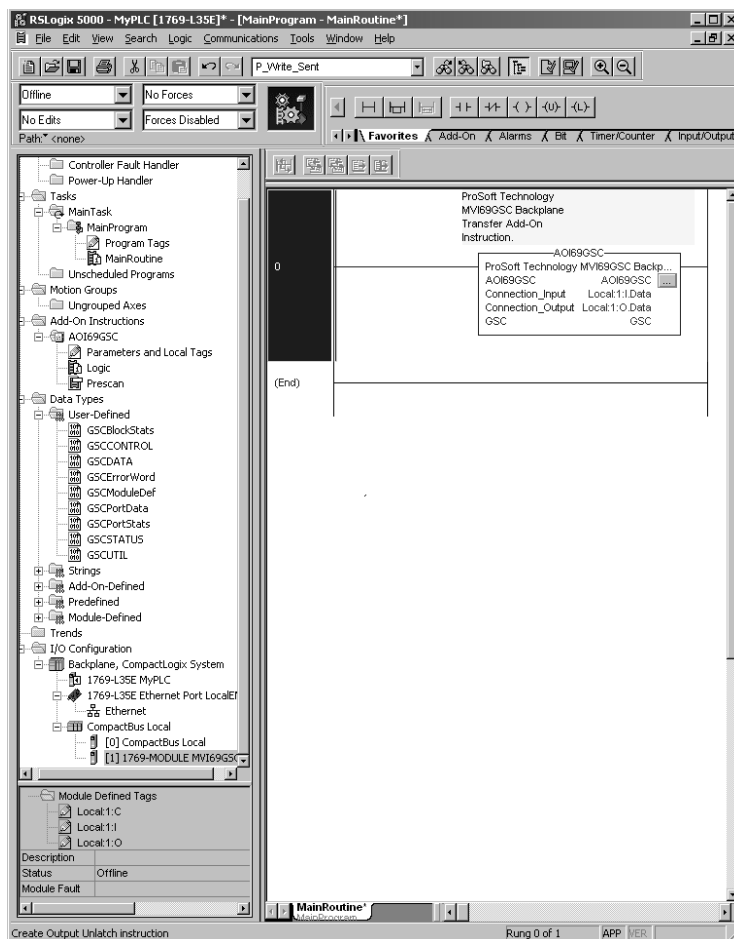 RSLogix 5000 - MyPLC [1769-L35E]* - [MainProgram - MainRoutine*]
File Edit View Search Logic Communications Tools Window Help
P_Write_Sent
Offline No Forces
No Edits Forces Disabled
Path: <none>
Favorites Add-On Alarms Bit Timer/Counter Input/Output
Controller Fault Handler
Power-Up Handler
Tasks
MainTask
MainProgram
Program Tags
MainRoutine
Unscheduled Programs
Motion Groups
Ungrouped Axes
Add-On Instructions
AOI69GSC
Parameters and Local Tags
Logic
Prescan
Data Types
User-Defined
GSCBlockStats
GSCCONTROL
GSCDATA
GSCErrorWord
GSCModuleDef
GSCPortData
GSCPortStats
GSCSTATUS
GSCUTIL
Strings
Add-On-Defined
Predefined
Module-Defined
Trends
I/O Configuration
Backplane, CompactLogix System
1769-L35E MyPLC
1769-L35E Ethernet Port LocalE
Ethernet
CompactBus Local
[0] CompactBus Local
[1] 1769-MODULE MVI69GSC
Module Defined Tags
Local:1:C
Local:1:I
Local:1:O
Description
Status Offline
Module Fault
ProSoft Technology
MVI69GSC Backplane
Transfer Add-On
Instruction.
AOI69GSC
0
ProSoft Technology MVI69GSC Backp...
AOI69GSC AOI69GSC ...
Connection_Input Local:1:I.Data
Connection_Output Local:1:O.Data
GSC GSC
(End)
MainRoutine*
MainProgram
Create Output Unlatch instruction
Rung 0 of 1 APP VER